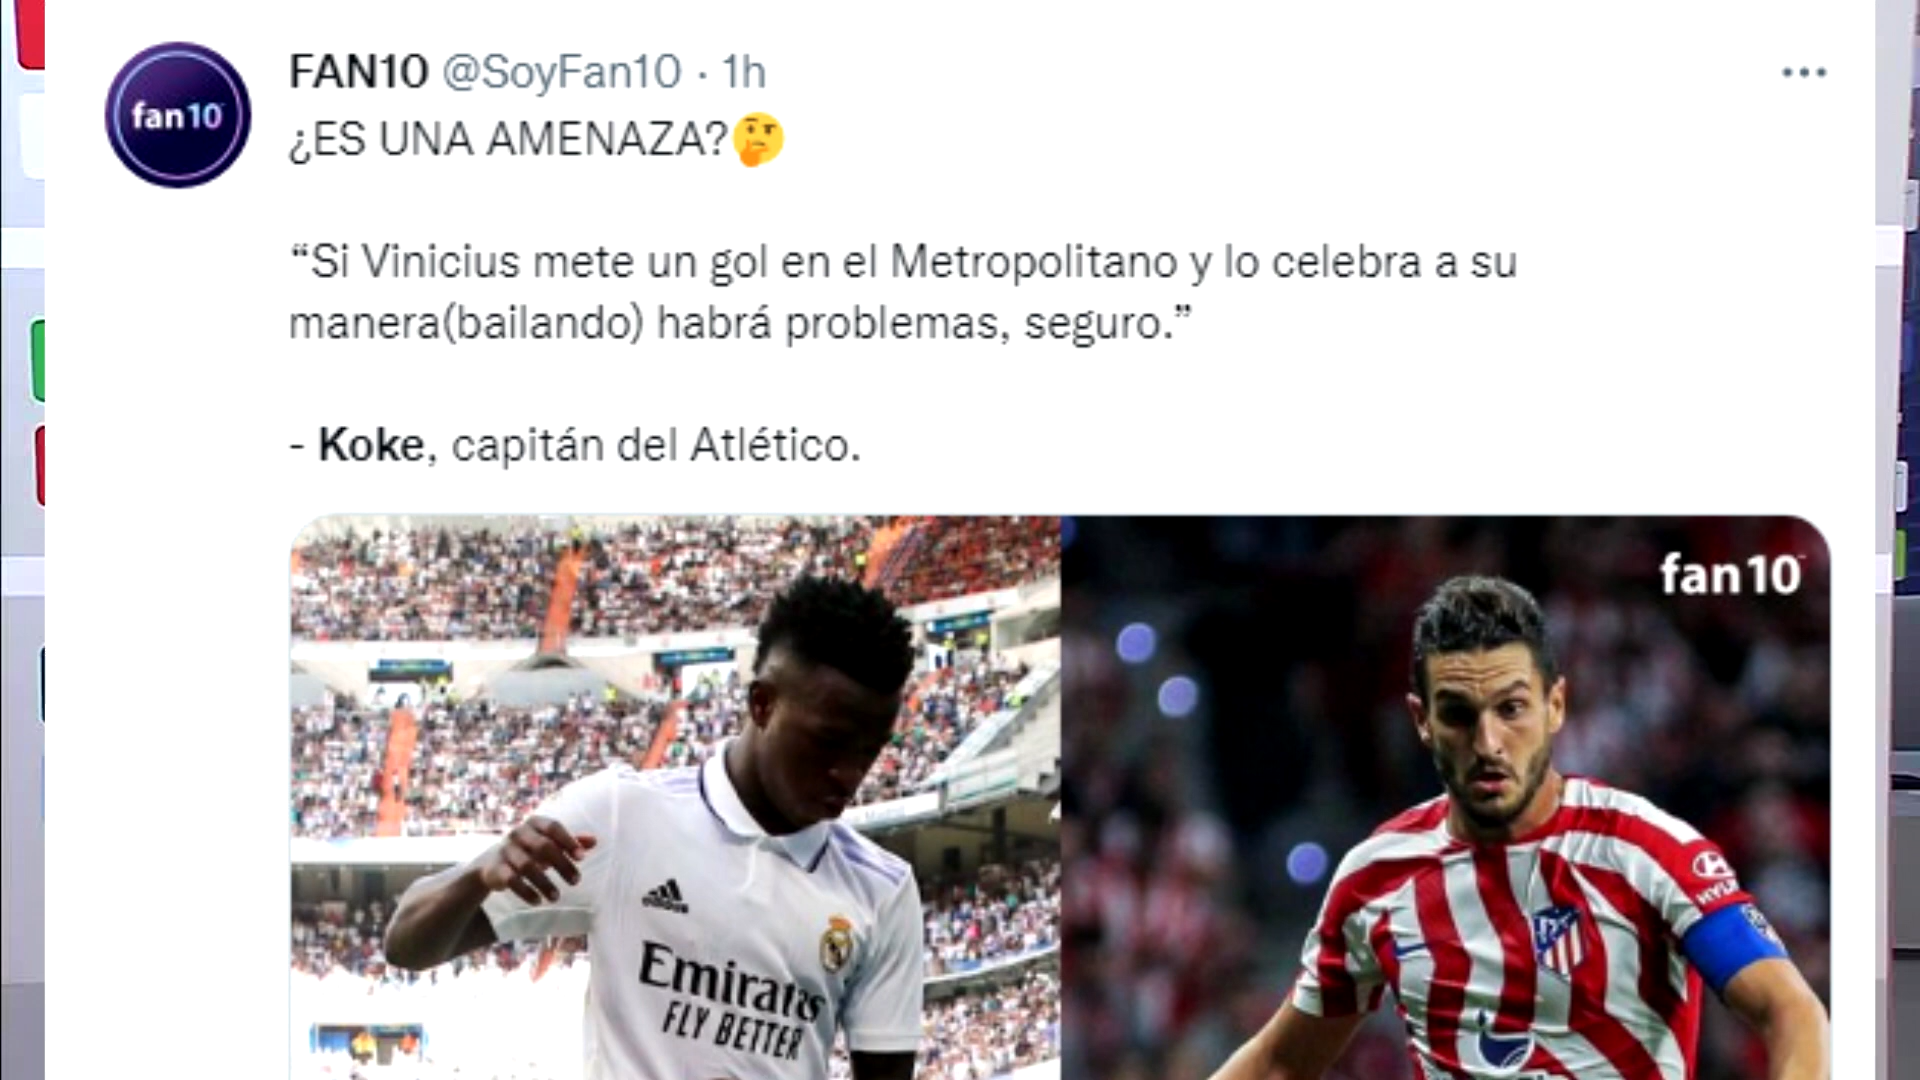 fan10
FAN10 @SoyFan10 · 1h
¿ES UNA AMENAZA?🤔
“Si Vinicius mete un gol en el Metropolitano y lo celebra a su
manera(bailando) habrá problemas, seguro.”
- Koke, capitán del Atlético.
fan10
adidas
Emirates
FLY BETTER